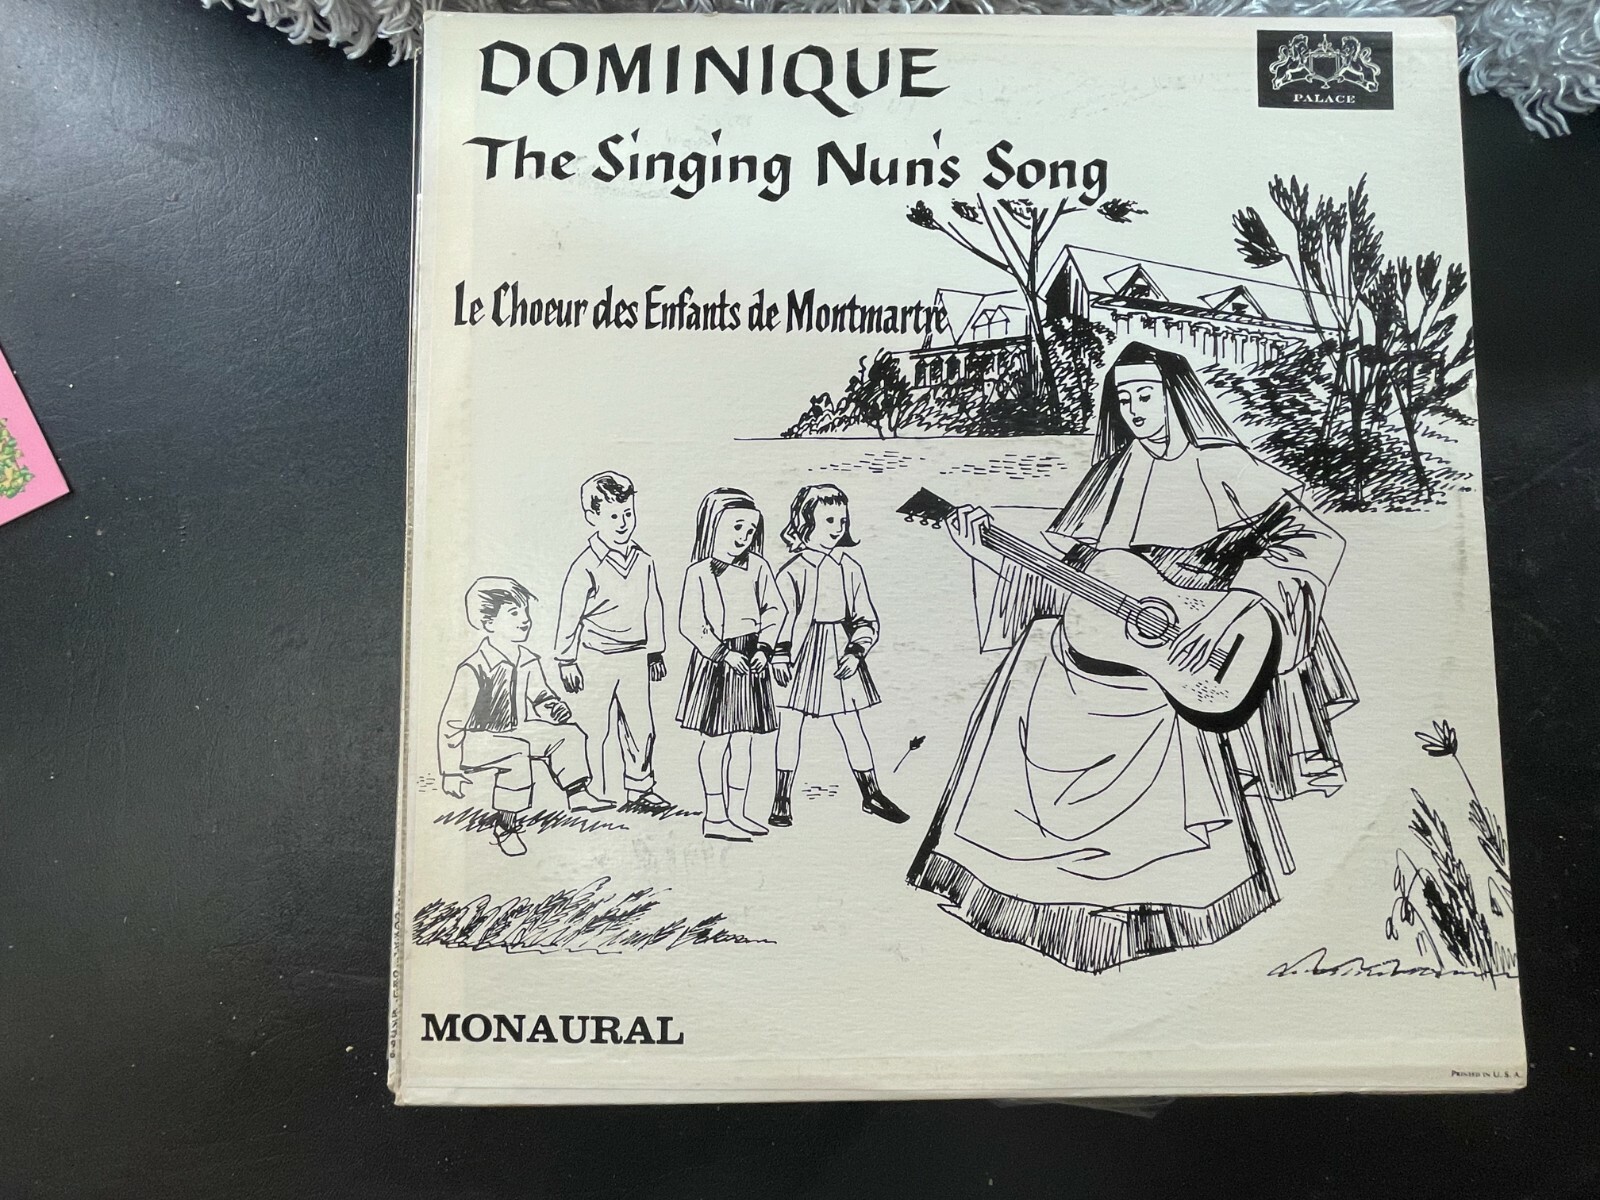 DOMINIQUE
PALACE
The Singing Nun's Song
Le Choeur des Enfants de Montmartre
MONAURAL
PRINTED IN U. S. A.